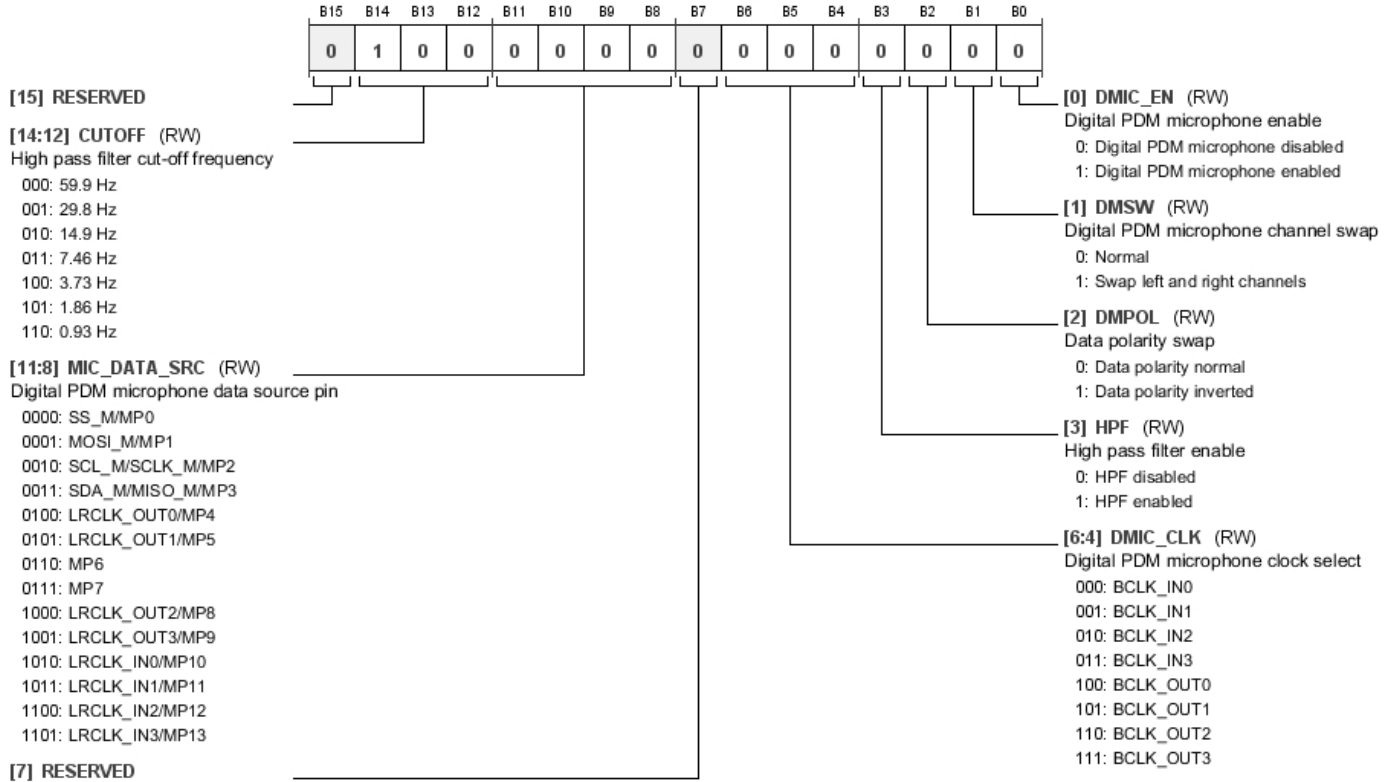 B15 B14 B13 B12 B11 B10 B9 B8 B7 B6 B5 B4 B3 B2 B1 B0
0 1 0 0 0 0 0 0 0 0 0 0 0 0 0 0
[15] RESERVED
[14:12] CUTOFF (RW)
High pass filter cut-off frequency
000: 59.9 Hz
001: 29.8 Hz
010: 14.9 Hz
011: 7.46 Hz
100: 3.73 Hz
101: 1.86 Hz
110: 0.93 Hz
[11:8] MIC_DATA_SRC (RW)
Digital PDM microphone data source pin
0000: SS_M/MP0
0001: MOSI_M/MP1
0010: SCL_M/SCLK_M/MP2
0011: SDA_M/MISO_M/MP3
0100: LRCLK_OUT0/MP4
0101: LRCLK_OUT1/MP5
0110: MP6
0111: MP7
1000: LRCLK_OUT2/MP8
1001: LRCLK_OUT3/MP9
1010: LRCLK_IN0/MP10
1011: LRCLK_IN1/MP11
1100: LRCLK_IN2/MP12
1101: LRCLK_IN3/MP13
[7] RESERVED
[0] DMIC_EN (RW)
Digital PDM microphone enable
0: Digital PDM microphone disabled
1: Digital PDM microphone enabled
[1] DMSW (RW)
Digital PDM microphone channel swap
0: Normal
1: Swap left and right channels
[2] DMPOL (RW)
Data polarity swap
0: Data polarity normal
1: Data polarity inverted
[3] HPF (RW)
High pass filter enable
0: HPF disabled
1: HPF enabled
[6:4] DMIC_CLK (RW)
Digital PDM microphone clock select
000: BCLK_IN0
001: BCLK_IN1
010: BCLK_IN2
011: BCLK_IN3
100: BCLK_OUT0
101: BCLK_OUT1
110: BCLK_OUT2
111: BCLK_OUT3